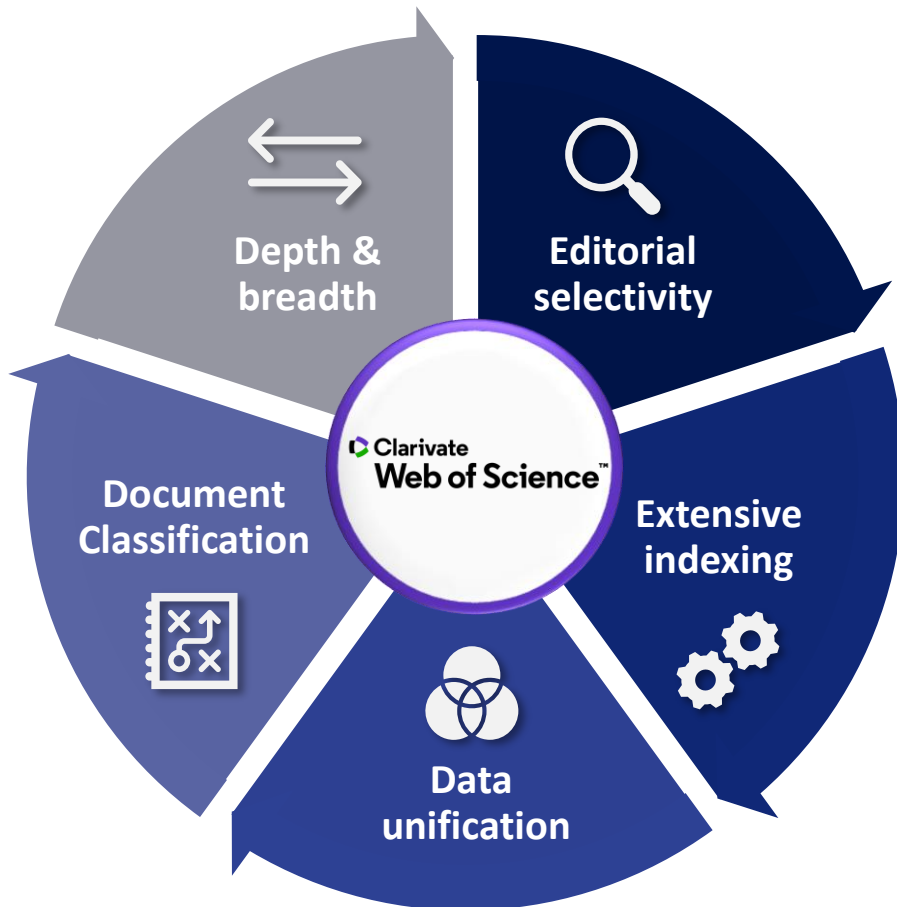 Depth &
breadth
Editorial
selectivity
Clarivate
Web of Science™
Document
Classification
Extensive
indexing
Data
unification